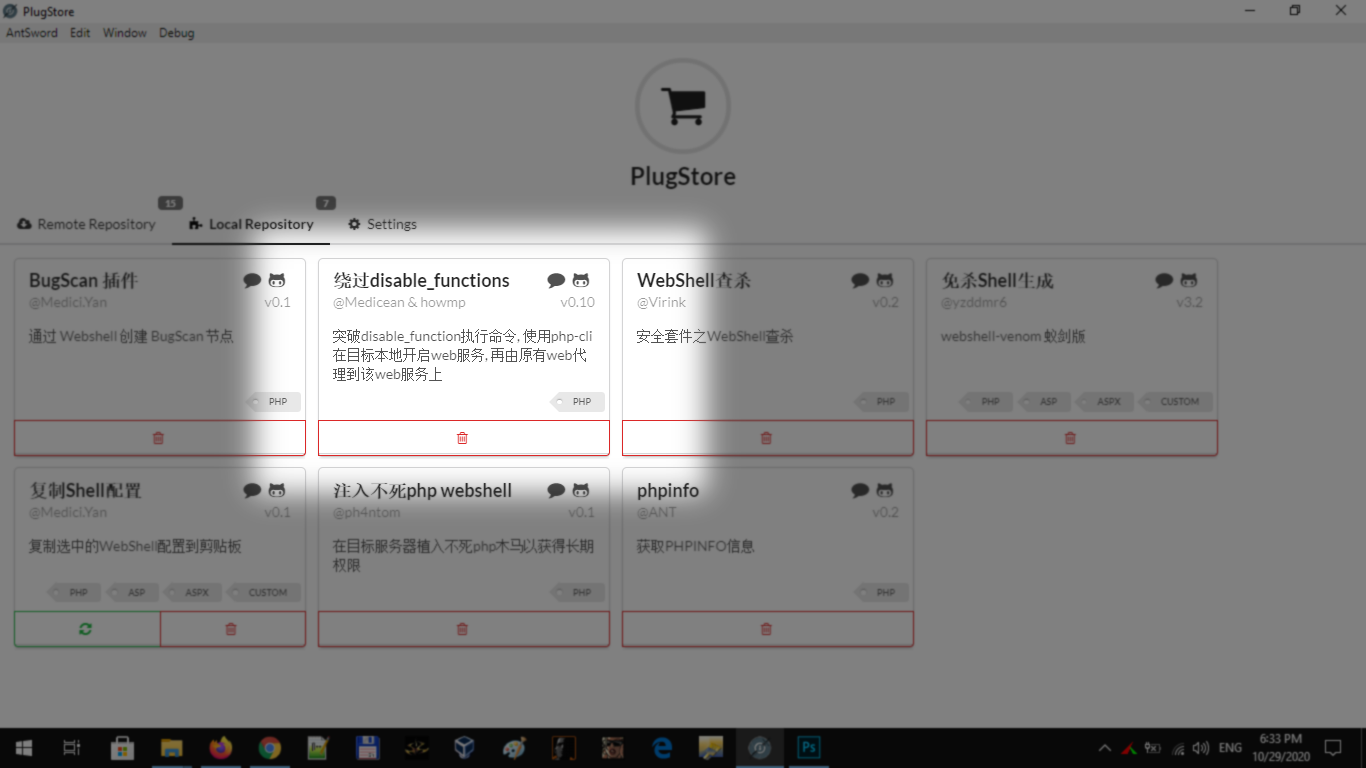 PlugStore
AntSword Edit Window Debug
PlugStore
15
7
Remote Repository
Local Repository
Settings
BugScan 插件
@Medici.Yan v0.1
通过 Webshell 创建 BugScan 节点
PHP
绕过disable_functions
@Medicean & howmp v0.10
突破disable_function执行命令, 使用php-cli
在目标本地开启web服务, 再由原有web代
理到该web服务上
PHP
WebShell查杀
@Virink v0.2
安全套件之WebShell查杀
PHP
免杀Shell生成
@yzddmr6 v3.2
webshell-venom 蚁剑版
PHP ASP ASPX CUSTOM
复制Shell配置
@Medici.Yan v0.1
复制选中的WebShell配置到剪贴板
PHP ASP ASPX CUSTOM
注入不死php webshell
@ph4ntom v0.1
在目标服务器植入不死php木马以获得长期
权限
PHP
phpinfo
@ANT v0.2
获取PHPINFO信息
PHP
Ps
ENG
6:33 PM
10/29/2020